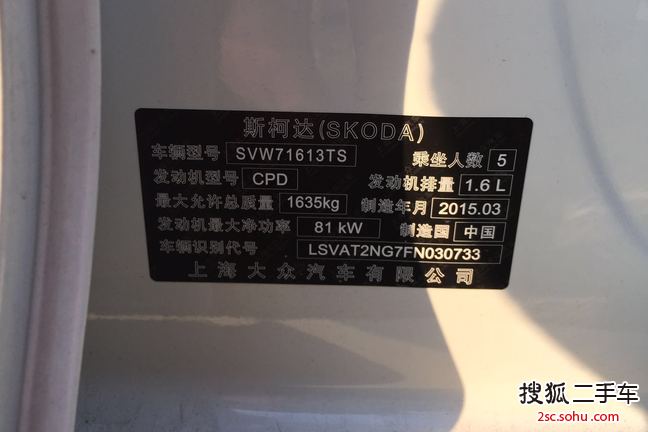 斯柯达(SKODA)
车辆型号 SVW71613TS 乘坐人数 5
发动机型号 CPD 发动机排量 1.6 L
最大允许总质量 1635kg 制造年月 2015.03
发动机最大净功率 81 kW 制造国 中国
车辆识别代号 LSVAT2NG7FN030733
上海大众汽车有限公司
搜狐二手车
2sc.sohu.com